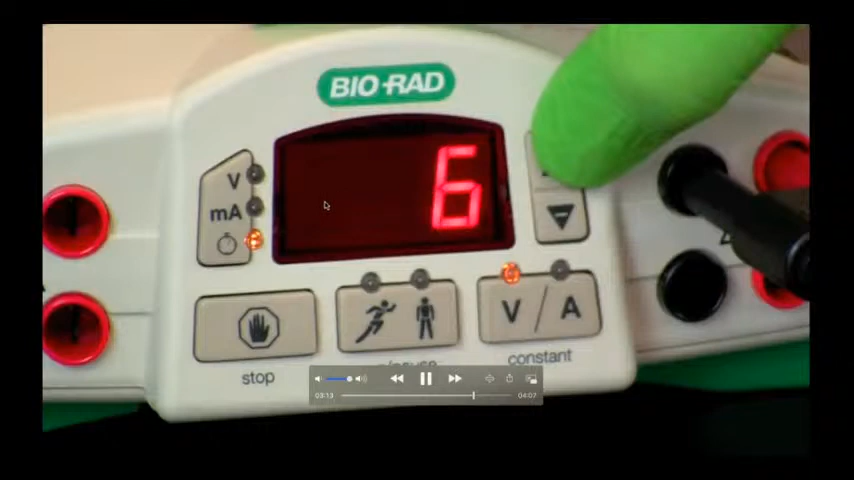 BIO-RAD
V
mA
6
V / A
stop
constant
03:13
04:07